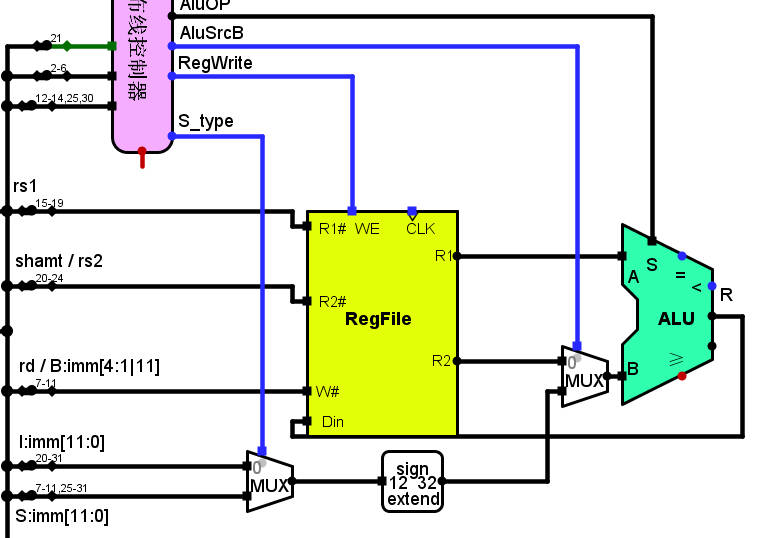 AluOP
布线控制器
21
AluSrcB
2-6
RegWrite
12-14,25,30
S_type
rs1
15-19
R1# WE CLK
shamt / rs2
20-24
R1
S
=
A
<
R
R2#
RegFile
ALU
R2
0
≥
rd / B:imm[4:1|11]
7-11
W#
MUX
B
Din
I:imm[11:0]
20-31
0
MUX
sign
12 32
extend
7-11,25-31
S:imm[11:0]